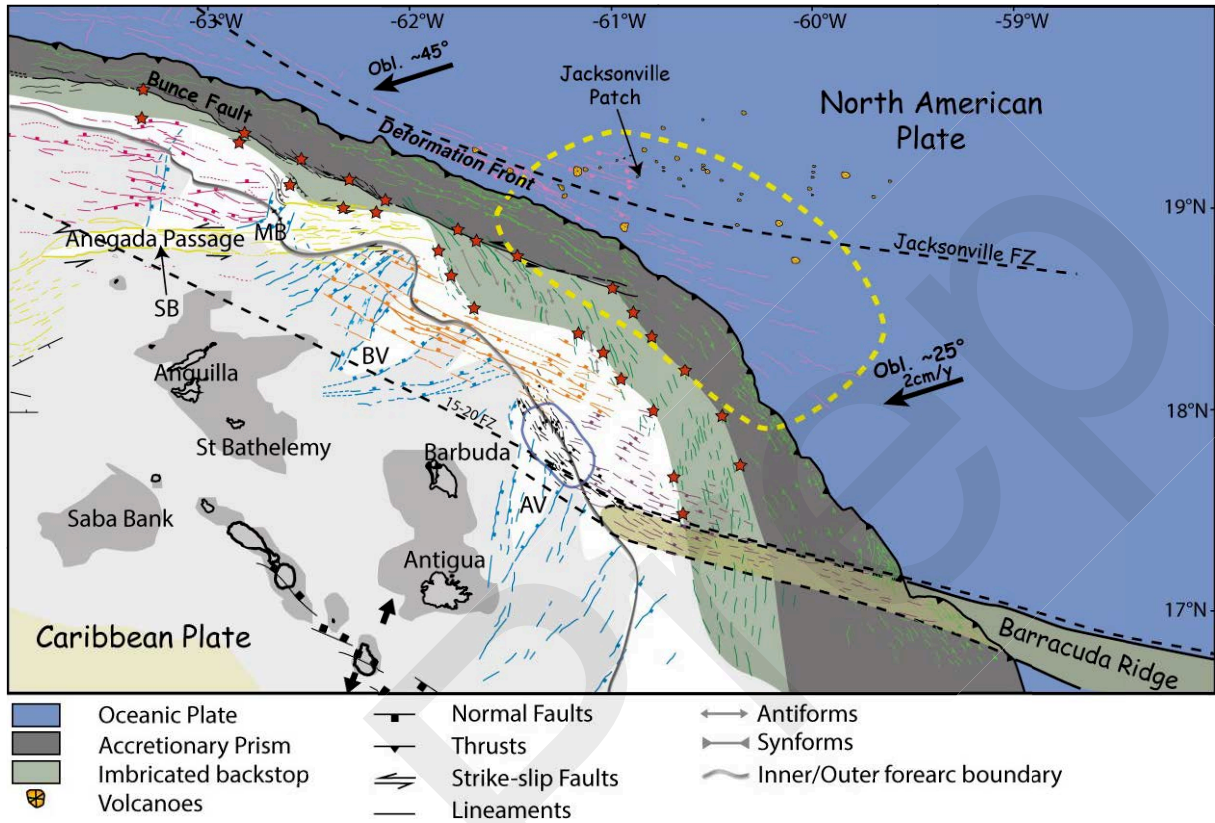 -63°W
-62°W
-61°W
-60°W
-59°W
Obl. ~45°
Jacksonville
Patch
North American
Plate
Bunce Fault
Deformation Front
19°N
Jacksonville FZ
Anegada Passage
MB
SB
Obl. ~25°
2cm/y
BV
Anguilla
15-20 FZ
18°N
St Bathelemy
Barbuda
AV
Saba Bank
Antigua
17°N
Caribbean Plate
Barracuda Ridge
Prep
Oceanic Plate
Accretionary Prism
Imbricated backstop
Volcanoes
Normal Faults
Thrusts
Strike-slip Faults
Lineaments
Antiforms
Synforms
Inner/Outer forearc boundary